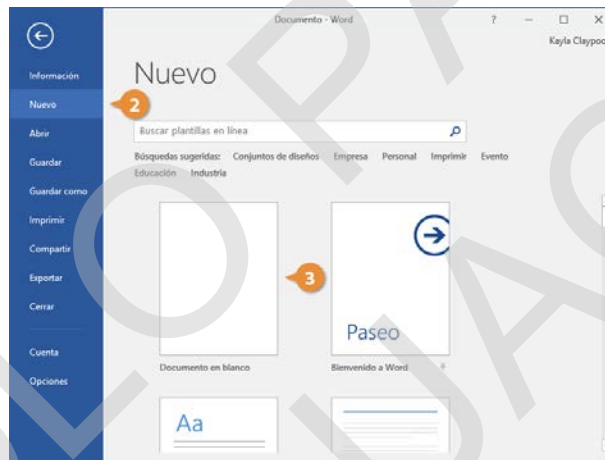 Documento - Word
?
Kayla Claypoo
Información
Nuevo
Abrir
Guardar
Guardar como
Imprimir
Compartir
Exportar
Cerrar
Cuenta
Opciones
Nuevo
2
Buscar plantillas en línea
Búsquedas sugeridas: Conjuntos de diseños Empresa Personal Imprimir Evento
Educación Industria
3
Paseo
Documento en blanco
Bienvenido a Word
Aa